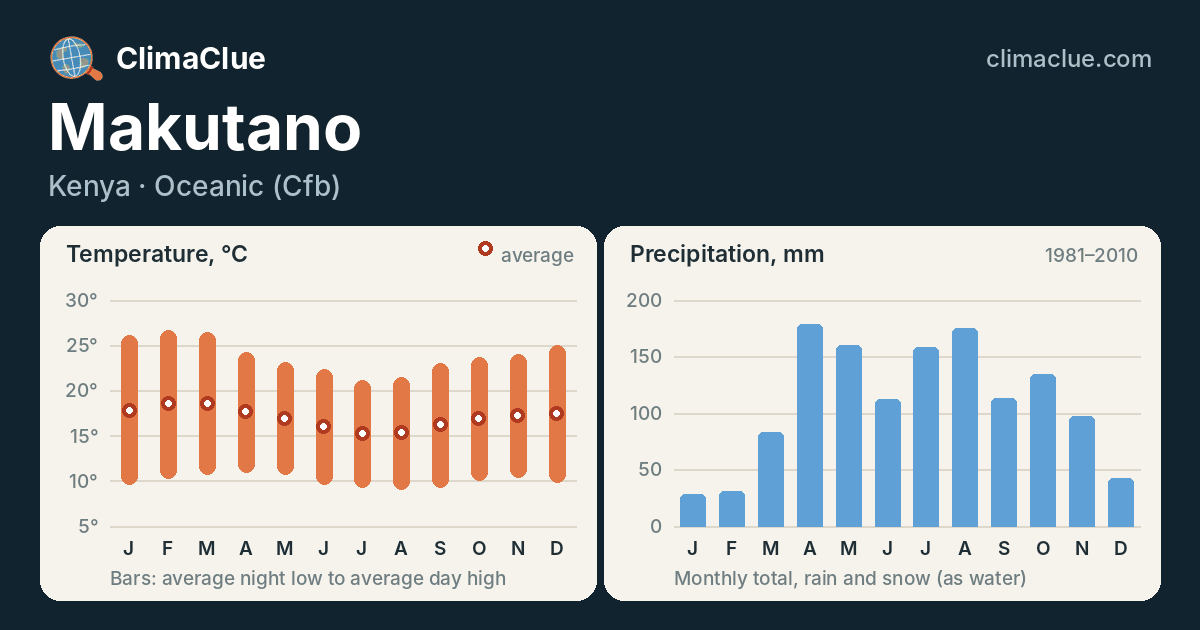 ClimaClue
climaclue.com
Makutano
Kenya · Oceanic (Cfb)
Temperature, °C
average
30°
25°
20°
15°
10°
5°
J F M A M J J A S O N D
Bars: average night low to average day high
Precipitation, mm
1981–2010
200
150
100
50
0
J F M A M J J A S O N D
Monthly total, rain and snow (as water)